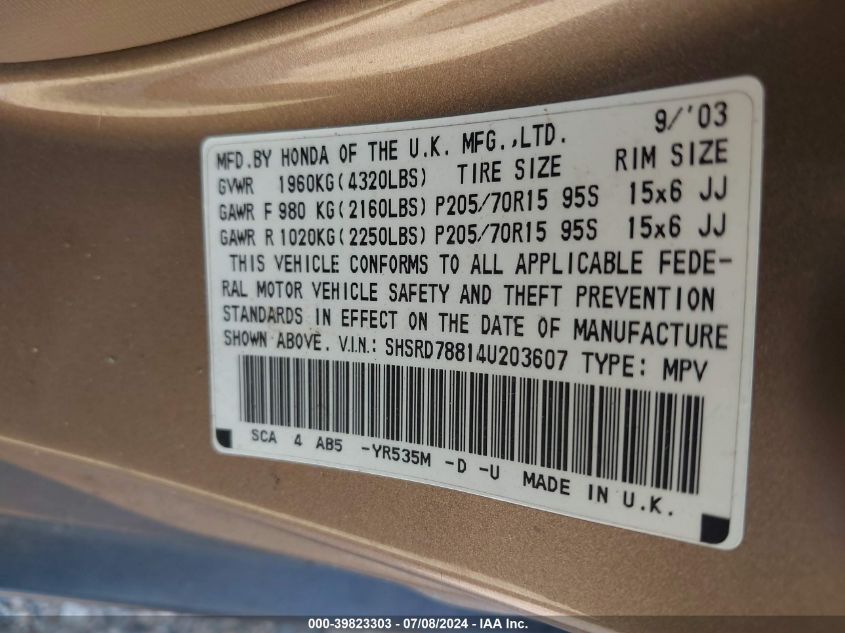 MFD.BY HONDA OF THE U.K. MFG.,LTD. 9/'03
GVWR 1960KG(4320LBS) TIRE SIZE RIM SIZE
GAWR F 980 KG(2160LBS) P205/70R15 95S 15x6 JJ
GAWR R 1020KG(2250LBS) P205/70R15 95S 15x6 JJ
THIS VEHICLE CONFORMS TO ALL APPLICABLE FEDE-
RAL MOTOR VEHICLE SAFETY AND THEFT PREVENTION
STANDARDS IN EFFECT ON THE DATE OF MANUFACTURE
SHOWN ABOVE. V.I.N.: SHSRD78814U203607 TYPE: MPV
SCA 4 AB5 -YR535M -D -U MADE IN U.K.
000-39823303 - 07/08/2024 - IAA Inc.